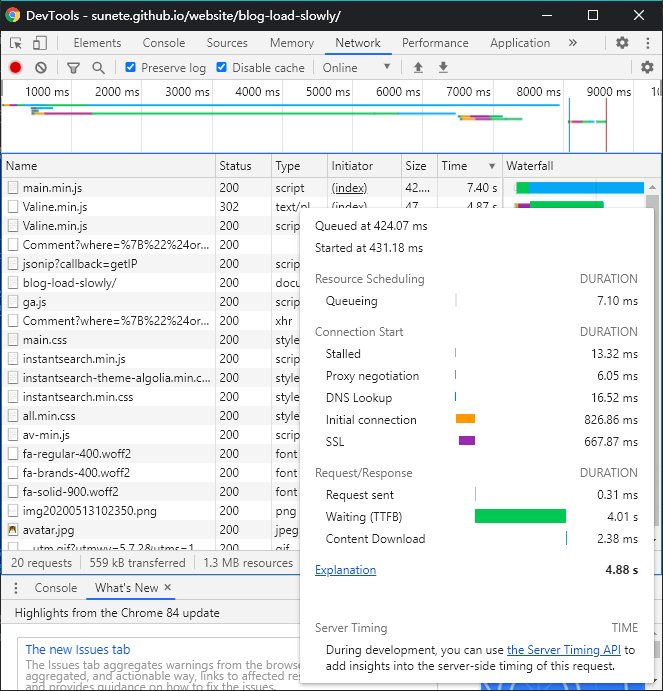 DevTools - sunete.github.io/website/blog-load-slowly/
Elements Console Sources Memory Network Performance Application »
Preserve log Disable cache Online
1000 ms 2000 ms 3000 ms 4000 ms 5000 ms 6000 ms 7000 ms 8000 ms 9000 ms
Name Status Type Initiator Size Time Waterfall
main.min.js 200 script (index) 42.... 7.40 s
Valine.min.js 302 text/pl... (index) 47... 4.87 s
Valine.min.js 200 scrip
Comment?where=%7B%22%24or... 200
jsonip?callback=getIP 200 scrip
blog-load-slowly/ 200 docu
ga.js 200 scrip
Comment?where=%7B%22%24or... 200 xhr
main.css 200 style
instantsearch.min.js 200 scrip
instantsearch-theme-algolia.min.c... 200 style
instantsearch.min.css 200 style
all.min.css 200 style
av-min.js 200 scrip
fa-regular-400.woff2 200 font
fa-brands-400.woff2 200 font
fa-solid-900.woff2 200 font
img20200513102350.png 200 png
avatar.jpg 200 jpeg
__utm.gif?utmwv=5.7.2&utms=1... 200 gif
20 requests 559 kB transferred 1.3 MB resources
Queued at 424.07 ms
Started at 431.18 ms
Resource Scheduling DURATION
Queueing 7.10 ms
Connection Start DURATION
Stalled 13.32 ms
Proxy negotiation 6.05 ms
DNS Lookup 16.52 ms
Initial connection 826.86 ms
SSL 667.87 ms
Request/Response DURATION
Request sent 0.31 ms
Waiting (TTFB) 4.01 s
Content Download 2.38 ms
Explanation 4.88 s
Server Timing TIME
During development, you can use the Server Timing API to
add insights into the server-side timing of this request.
Console What's New ×
Highlights from the Chrome 84 update
The new Issues tab
The Issues tab aggregates warnings from the browse
aggregated, and actionable way, links to affected res
and provides guidance on how to fix the issues.